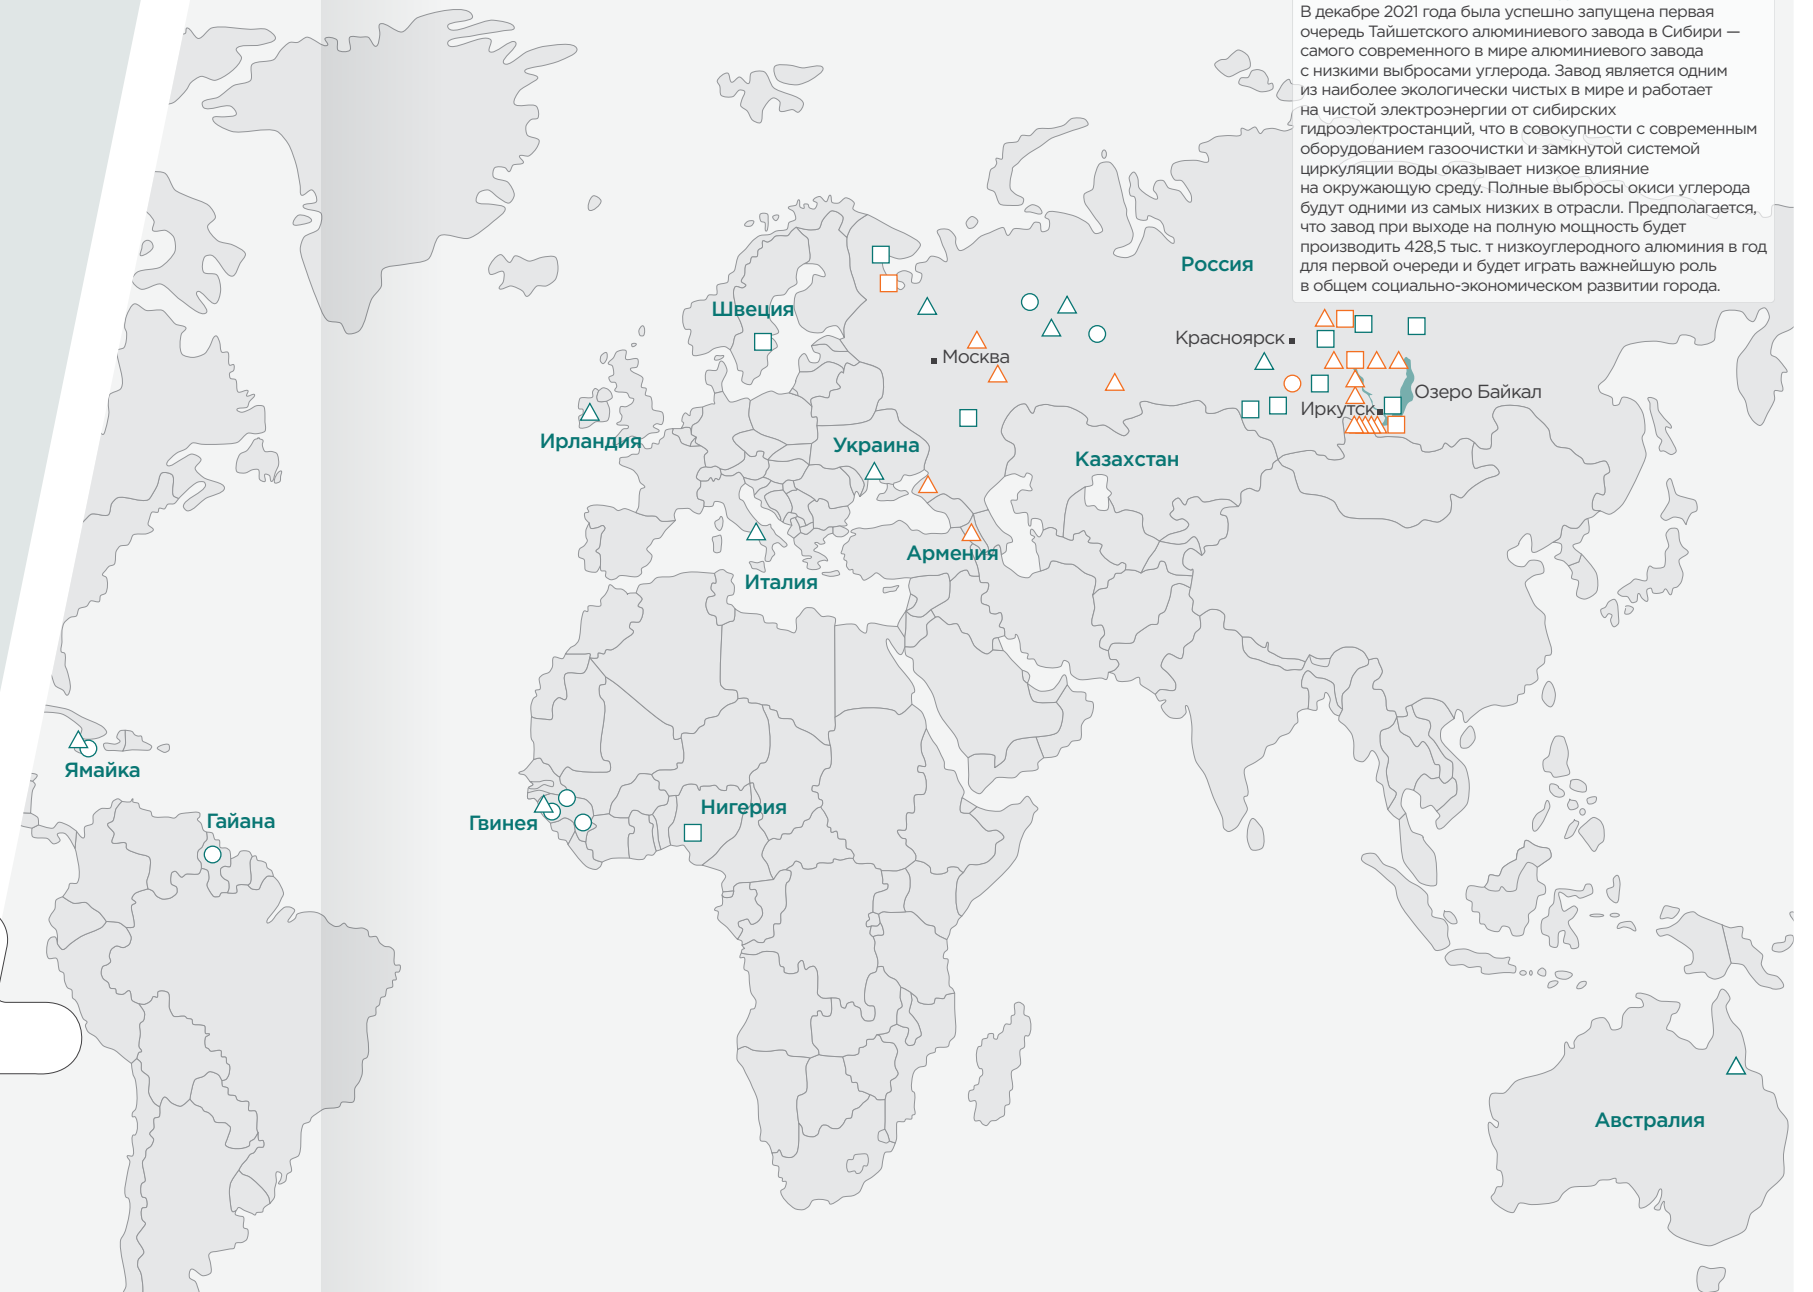 В декабре 2021 года была успешно запущена первая
очередь Тайшетского алюминиевого завода в Сибири —
самого современного в мире алюминиевого завода
с низкими выбросами углерода. Завод является одним
из наиболее экологически чистых в мире и работает
на чистой электроэнергии от сибирских
гидроэлектростанций, что в совокупности с современным
оборудованием газоочистки и замкнутой системой
циркуляции воды оказывает низкое влияние
на окружающую среду. Полные выбросы окиси углерода
будут одними из самых низких в отрасли. Предполагается,
что завод при выходе на полную мощность будет
производить 428,5 тыс. т низкоуглеродного алюминия в год
для первой очереди и будет играть важнейшую роль
в общем социально-экономическом развитии города.
Россия
Швеция
Красноярск
Москва
Озеро Байкал
Иркутск
Ирландия
Украина
Казахстан
Армения
Италия
Ямайка
Гайана
Гвинея
Нигерия
Австралия